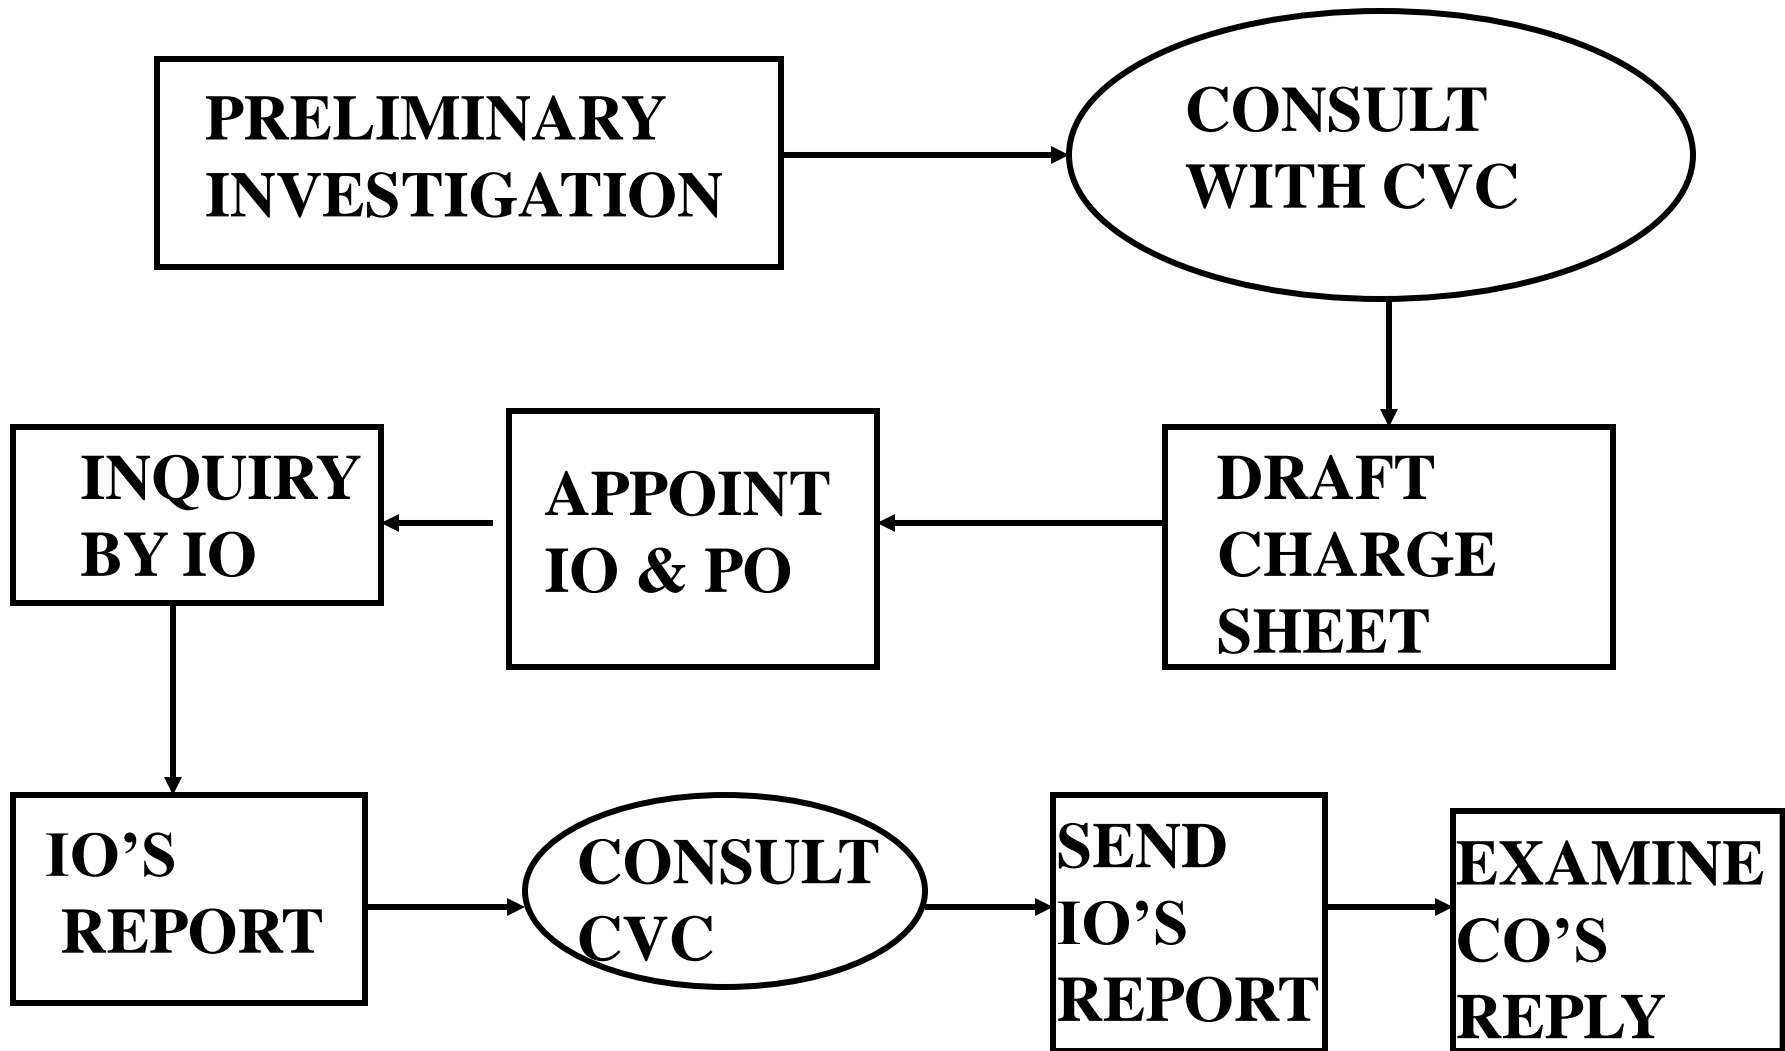 PRELIMINARY
INVESTIGATION
CONSULT
WITH CVC
DRAFT
CHARGE
SHEET
APPOINT
IO & PO
INQUIRY
BY IO
IO’S
REPORT
CONSULT
CVC
SEND
IO’S
REPORT
EXAMINE
CO’S
REPLY